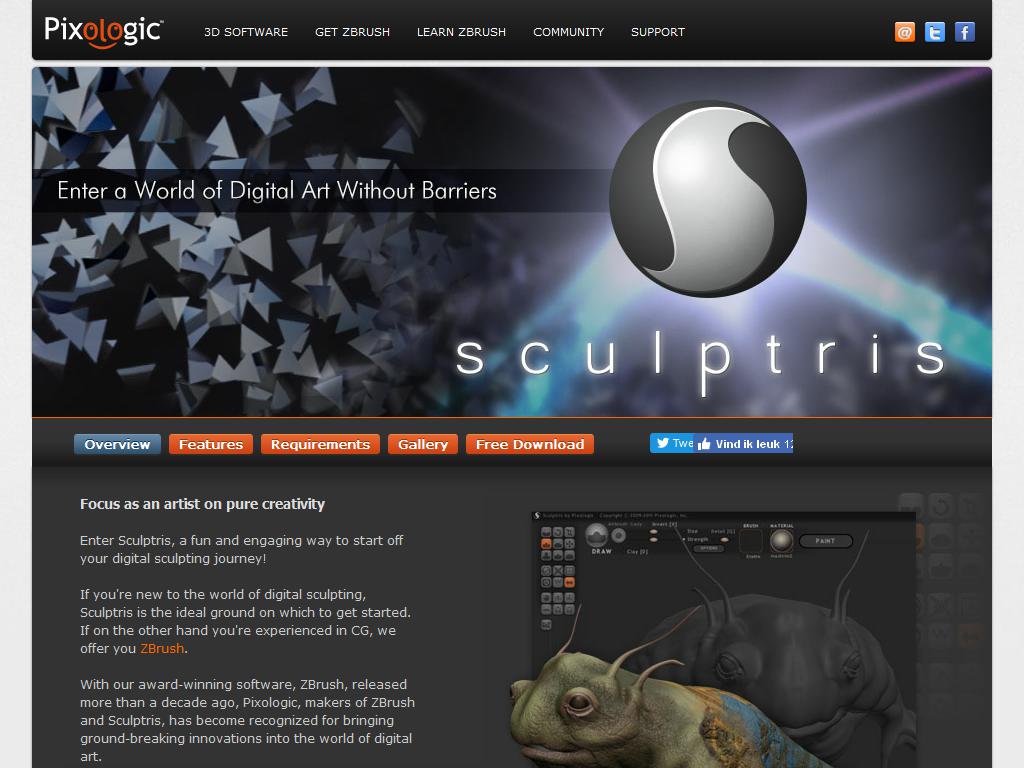 Pixologic™
3D SOFTWARE GET ZBRUSH LEARN ZBRUSH COMMUNITY SUPPORT
Enter a World of Digital Art Without Barriers
sculptris
Overview Features Requirements Gallery Free Download
Twe Vind ik leuk 12
Focus as an artist on pure creativity
Enter Sculptris, a fun and engaging way to start off
your digital sculpting journey!
If you're new to the world of digital sculpting,
Sculptris is the ideal ground on which to get started.
If on the other hand you're experienced in CG, we
offer you ZBrush.
With our award-winning software, ZBrush, released
more than a decade ago, Pixologic, makers of ZBrush
and Sculptris, has become recognized for bringing
ground-breaking innovations into the world of digital
art.
BRUSH MATERIAL
Size
Strength
DRAW
Clay [0]
OPTIONS
Enable
PAINT